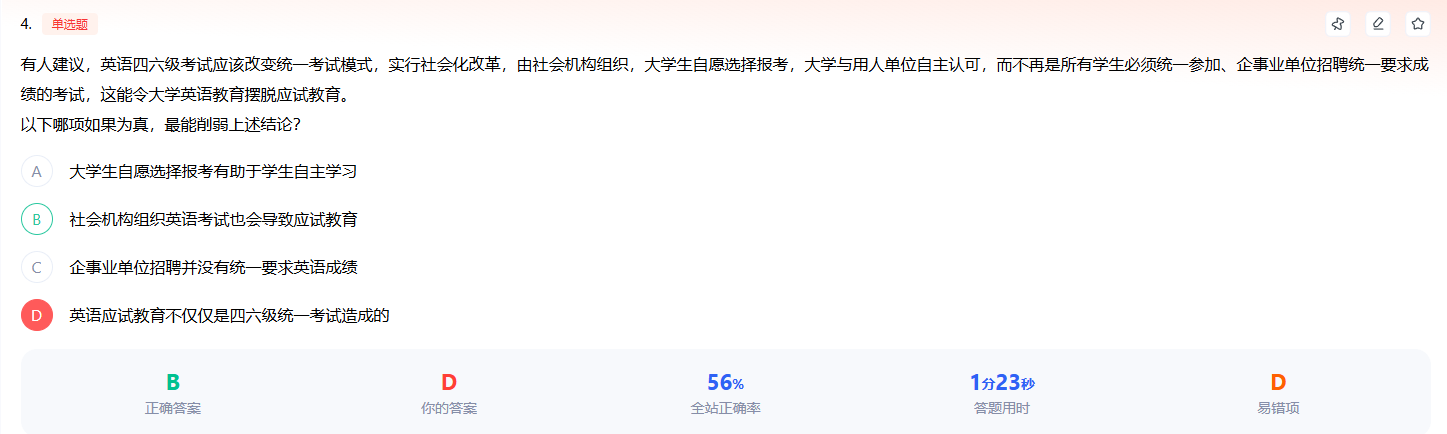 4. 单选题
有人建议，英语四六级考试应该改变统一考试模式，实行社会化改革，由社会机构组织，大学生自愿选择报考，大学与用人单位自主认可，而不再是所有学生必须统一参加、企事业单位招聘统一要求成
绩的考试，这能令大学英语教育摆脱应试教育。
以下哪项如果为真，最能削弱上述结论？
A 大学生自愿选择报考有助于学生自主学习
B 社会机构组织英语考试也会导致应试教育
C 企事业单位招聘并没有统一要求英语成绩
D 英语应试教育不仅仅是四六级统一考试造成的
B D 56% 1分23秒 D
正确答案 你的答案 全站正确率 答题用时 易错项